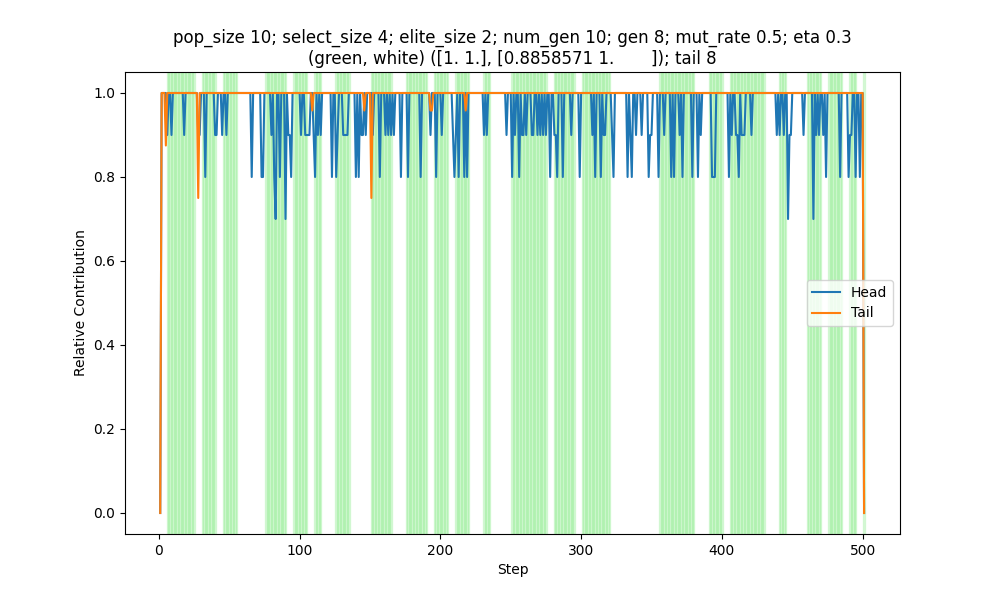 pop_size 10; select_size 4; elite_size 2; num_gen 10; gen 8; mut_rate 0.5; eta 0.3
(green, white) ([1. 1.], [0.8858571 1.        ]); tail 8
1.0
0.8
0.6
0.4
0.2
0.0
Relative Contribution
Head
Tail
0
100
200
300
400
500
Step